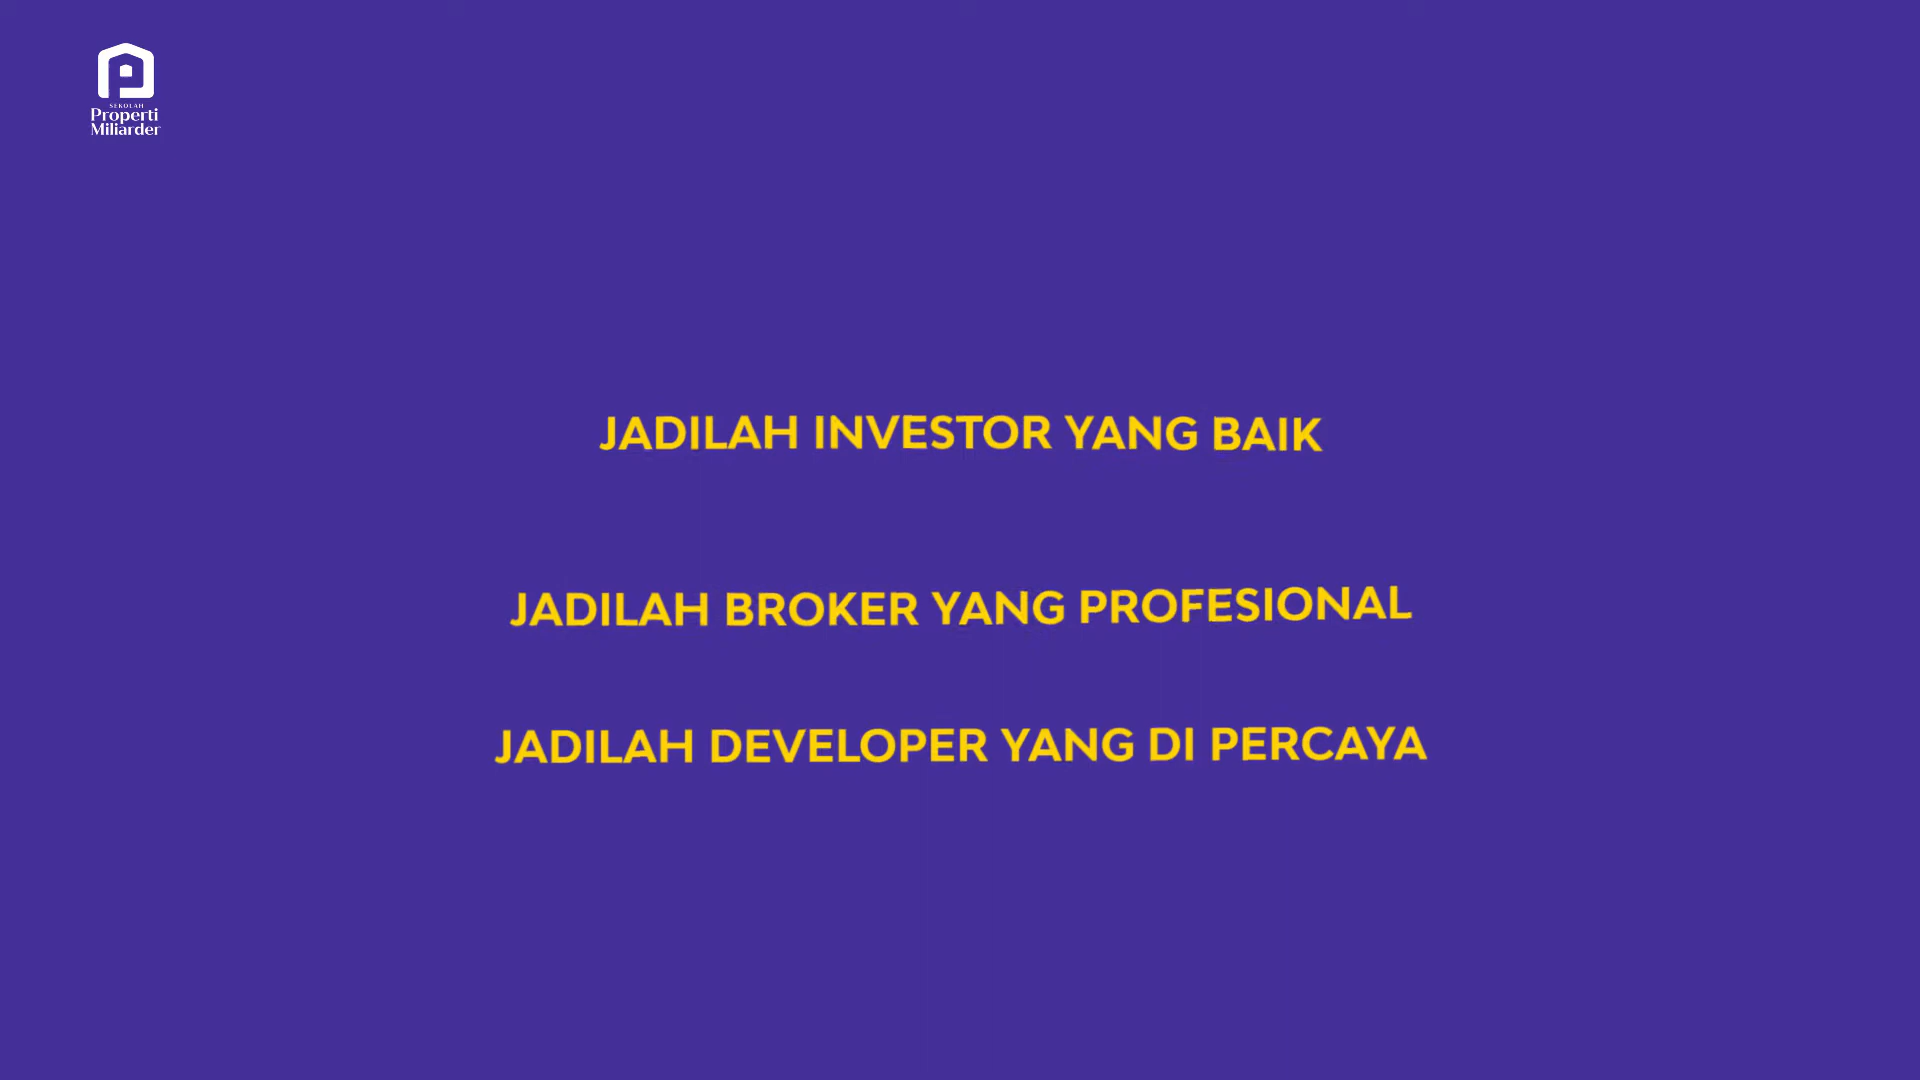 SEKOLAH
Properti
Miliarder
JADILAH INVESTOR YANG BAIK
JADILAH BROKER YANG PROFESIONAL
JADILAH DEVELOPER YANG DI PERCAYA